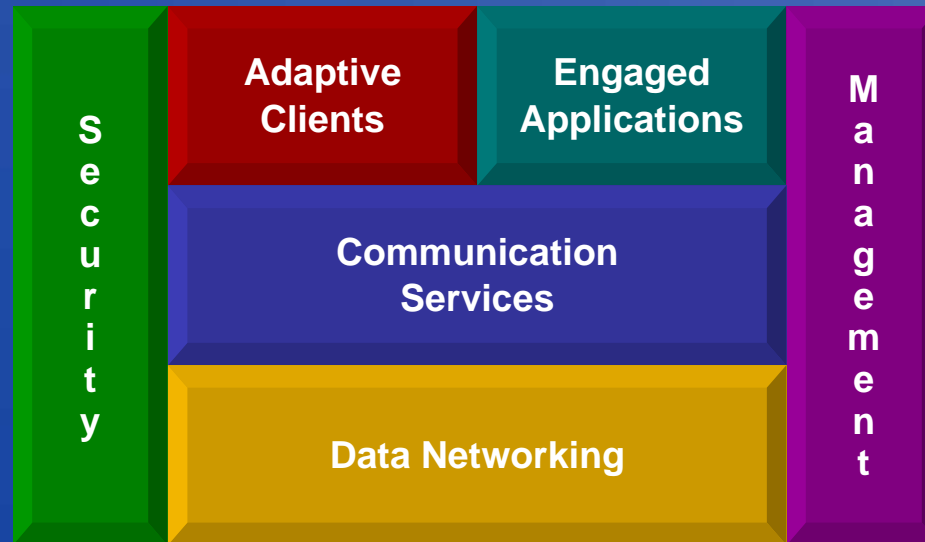 Security
Adaptive
Clients
Engaged
Applications
Communication
Services
Data Networking
Management